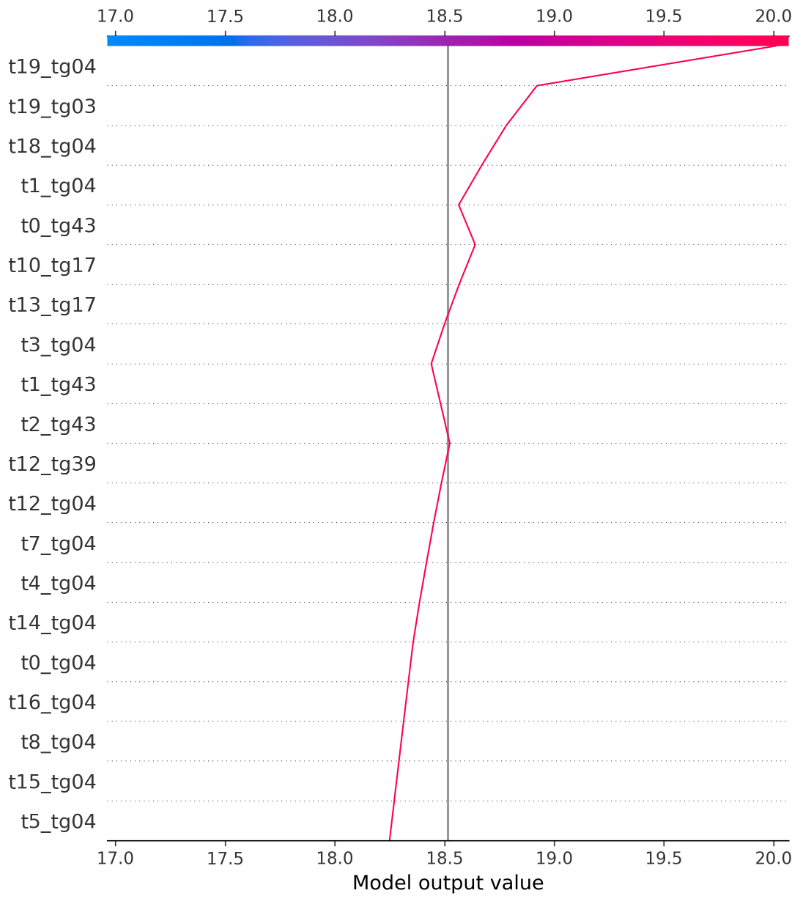 17.0 17.5 18.0 18.5 19.0 19.5 20.0
t19_tg04
t19_tg03
t18_tg04
t1_tg04
t0_tg43
t10_tg17
t13_tg17
t3_tg04
t1_tg43
t2_tg43
t12_tg39
t12_tg04
t7_tg04
t4_tg04
t14_tg04
t0_tg04
t16_tg04
t8_tg04
t15_tg04
t5_tg04
17.0 17.5 18.0 18.5 19.0 19.5 20.0
Model output value